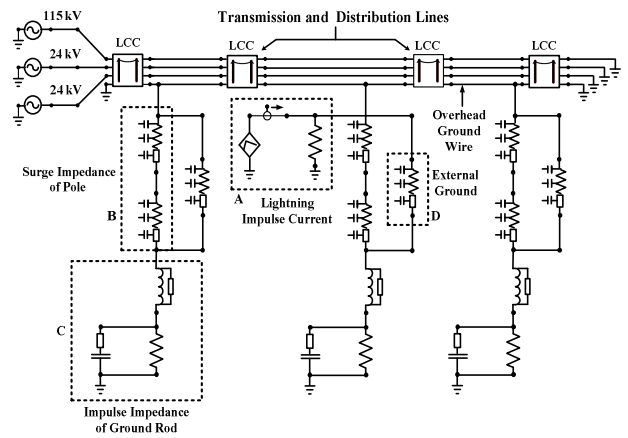 115 kV
Transmission and Distribution Lines
LCC
LCC
LCC
LCC
24 kV
24 kV
Overhead
Ground
Wire
Surge Impedance
of Pole
B
A
Lightning
Impulse Current
External
Ground
D
C
Impulse Impedance
of Ground Rod